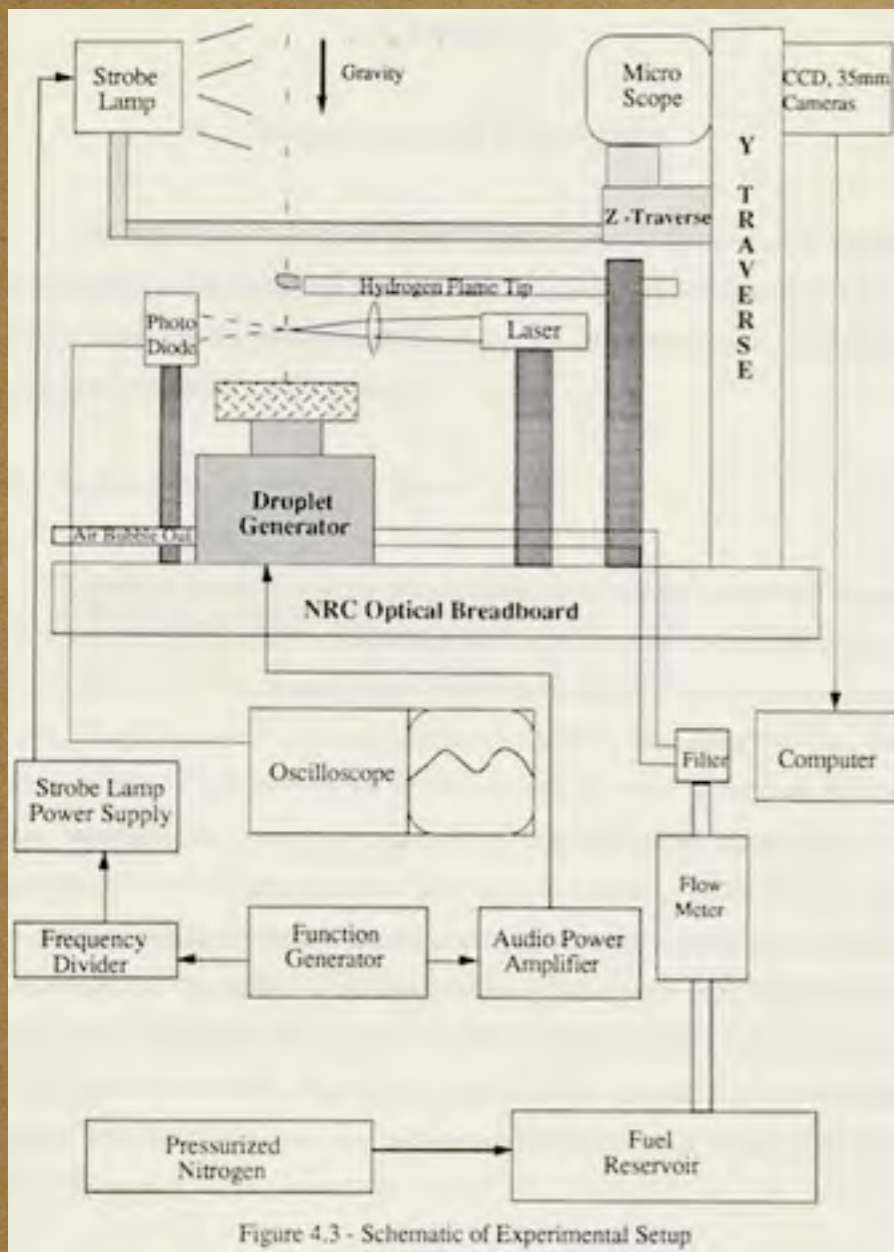 Strobe
Lamp
Gravity
Micro
Scope
CCD, 35mm
Cameras
Y TRAVERSE
Z -Traverse
Hydrogen Flame Tip
Photo
Diode
Laser
Droplet
Generator
Air Bubble Out
NRC Optical Breadboard
Oscilloscope
Filter
Computer
Strobe Lamp
Power Supply
Flow
Meter
Frequency
Divider
Function
Generator
Audio Power
Amplifier
Pressurized
Nitrogen
Fuel
Reservoir
Figure 4.3 - Schematic of Experimental Setup